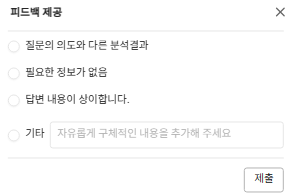 피드백 제공
질문의 의도와 다른 분석결과
필요한 정보가 없음
답변 내용이 상이합니다.
기타 자유롭게 구체적인 내용을 추가해 주세요
제출